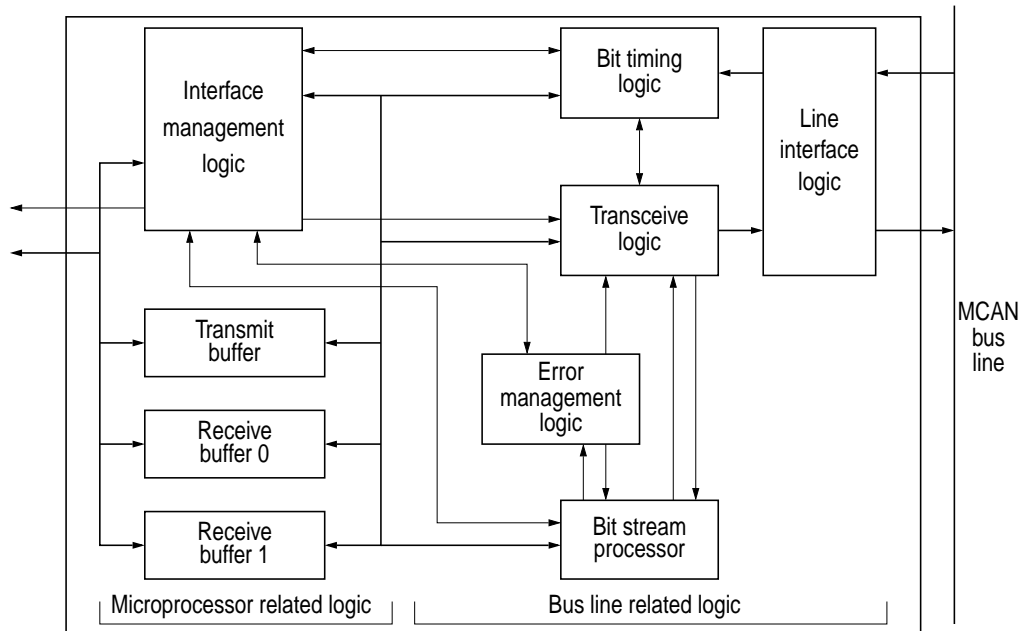 Interface
management
logic
Bit timing
logic
Line
interface
logic
Transceive
logic
Transmit
buffer
Error
management
logic
MCAN
bus
line
Receive
buffer 0
Receive
buffer 1
Bit stream
processor
Microprocessor related logic
Bus line related logic